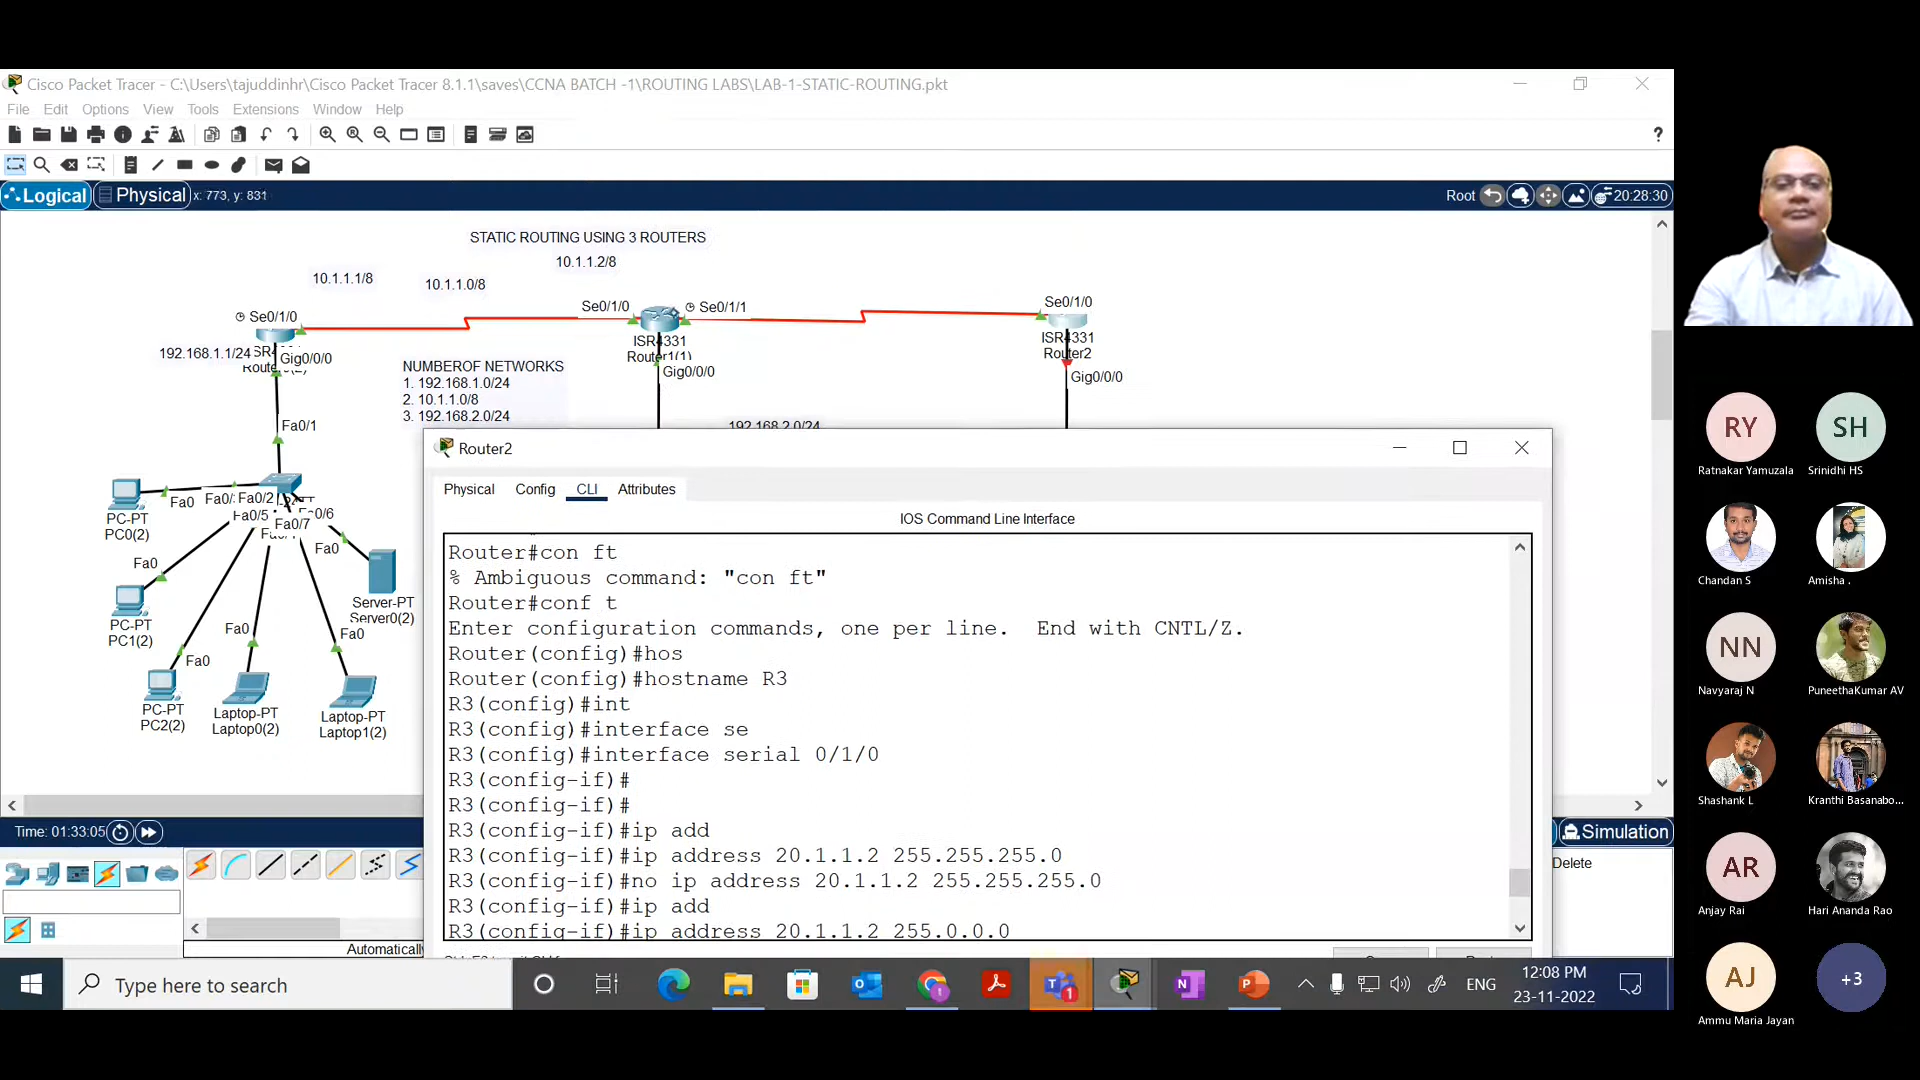 Cisco Packet Tracer - C:\Users\tajuddinhr\Cisco Packet Tracer 8.1.1\saves\CCNA BATCH -1\ROUTING LABS\LAB-1-STATIC-ROUTING.pkt
File Edit Options View Tools Extensions Window Help
?
Logical Physical x: 773, y: 831
Root 20:28:30
STATIC ROUTING USING 3 ROUTERS
10.1.1.2/8
10.1.1.1/8
10.1.1.0/8
Se0/1/0
Se0/1/0
Se0/1/1
Se0/1/0
192.168.1.1/24
Gig0/0/0
ISR4331
Router1(1)
Gig0/0/0
ISR4331
Router2
Gig0/0/0
NUMBEROF NETWORKS
1. 192.168.1.0/24
2. 10.1.1.0/8
3. 192.168.2.0/24
192.168.2.0/24
Fa0/1
Fa0
Fa0/2
Fa0/5
Fa0/7
PC-PT
PC0(2)
Fa0
PC-PT
PC1(2)
Fa0
PC-PT
PC2(2)
Fa0
Laptop-PT
Laptop0(2)
Fa0
Laptop-PT
Laptop1(2)
Fa0
Server-PT
Server0(2)
Router2
Physical Config CLI Attributes
IOS Command Line Interface
Router#con ft
% Ambiguous command: "con ft"
Router#conf t
Enter configuration commands, one per line. End with CNTL/Z.
Router(config)#hos
Router(config)#hostname R3
R3(config)#int
R3(config)#interface se
R3(config)#interface serial 0/1/0
R3(config-if)#
R3(config-if)#
R3(config-if)#ip add
R3(config-if)#ip address 20.1.1.2 255.255.255.0
R3(config-if)#no ip address 20.1.1.2 255.255.255.0
R3(config-if)#ip add
R3(config-if)#ip address 20.1.1.2 255.0.0.0
Time: 01:33:05
Simulation
Delete
Automatically
Type here to search
1
N
P
ENG
12:08 PM
23-11-2022
RY
Ratnakar Yamuzala
SH
Srinidhi HS
Chandan S
Amisha .
NN
Navyaraj N
PuneethaKumar AV
Shashank L
Kranthi Basanabo...
AR
Anjay Rai
Hari Ananda Rao
AJ
Ammu Maria Jayan
+3